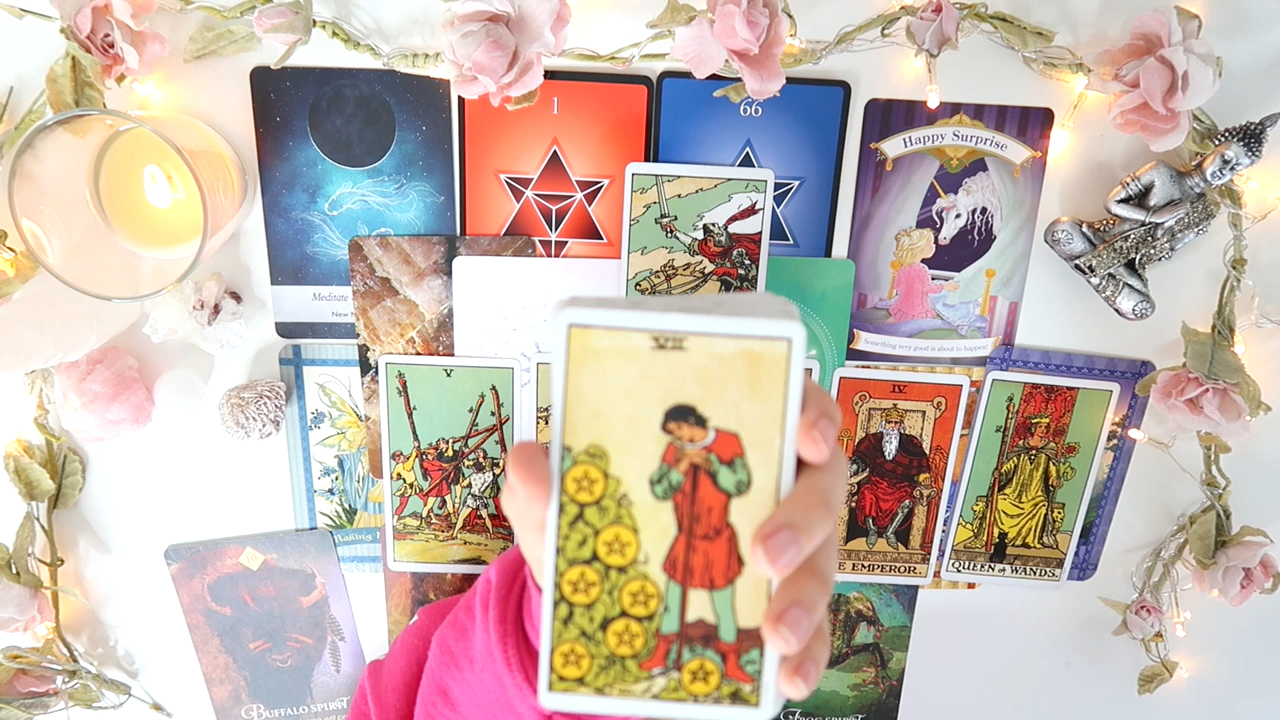 1
66
Happy Surprise
Meditate
New
Something very good is about to happen!
VII
V
IV
Making
E EMPEROR.
QUEEN of WANDS.
BUFFALO SPIRIT
FROG SPIRIT